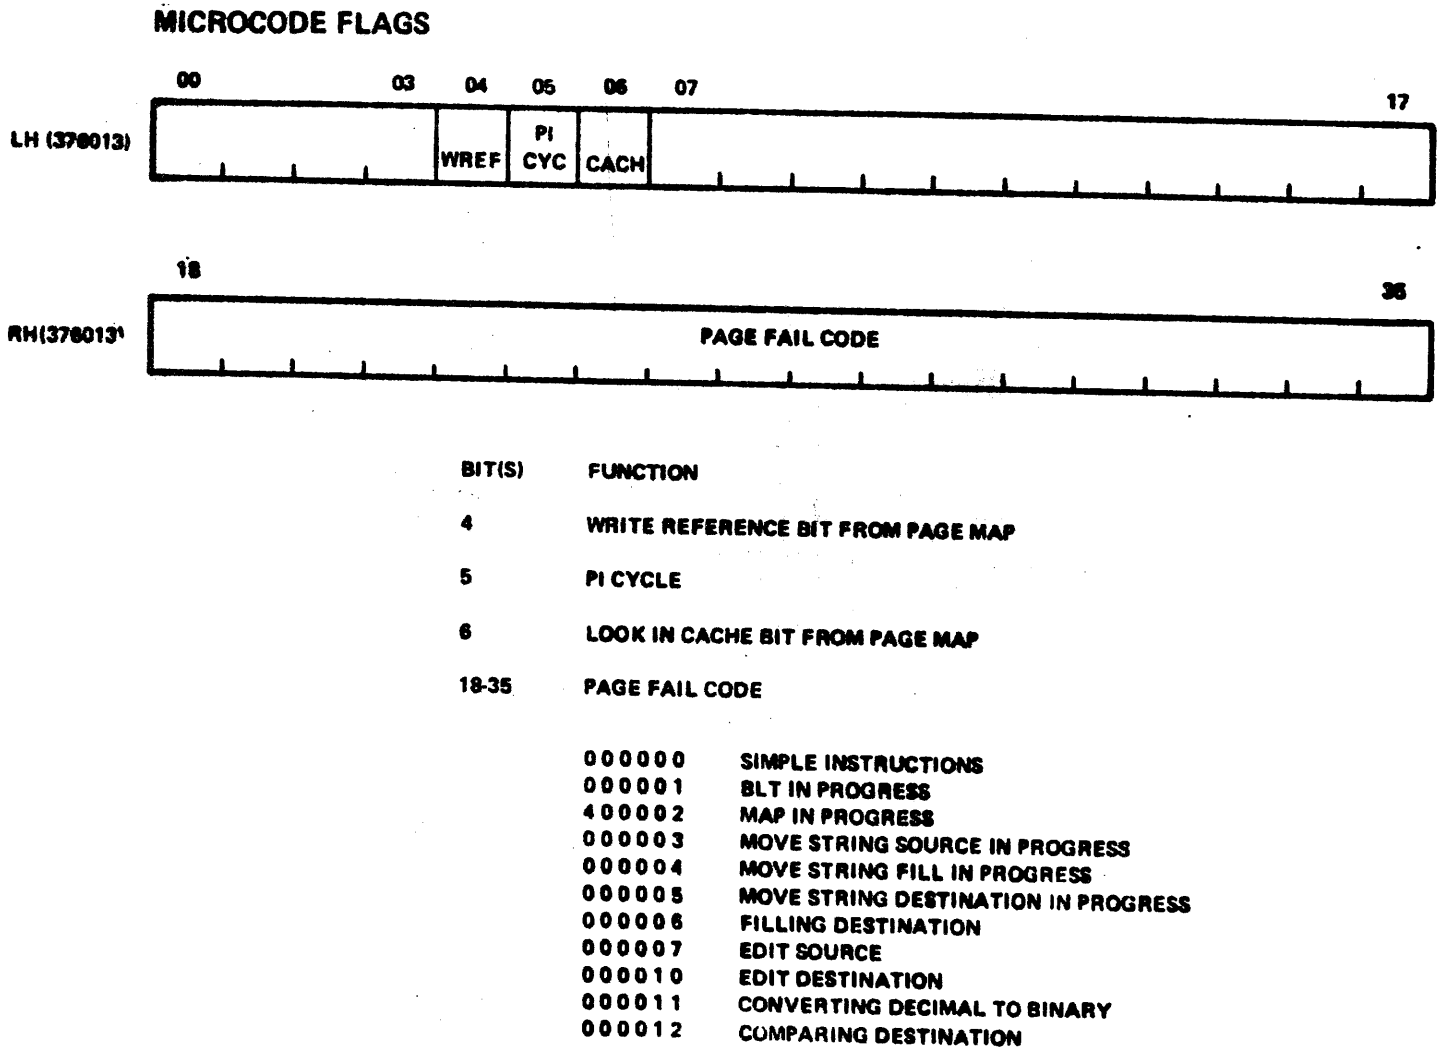 MICROCODE FLAGS
00 03 04 05 06 07 17
LH (376013) WREF PI CYC CACH
18 35
RH(376013)
PAGE FAIL CODE
BIT(S) FUNCTION
4 WRITE REFERENCE BIT FROM PAGE MAP
5 PI CYCLE
6 LOOK IN CACHE BIT FROM PAGE MAP
18-35 PAGE FAIL CODE
000000 SIMPLE INSTRUCTIONS
000001 BLT IN PROGRESS
400002 MAP IN PROGRESS
000003 MOVE STRING SOURCE IN PROGRESS
000004 MOVE STRING FILL IN PROGRESS
000005 MOVE STRING DESTINATION IN PROGRESS
000006 FILLING DESTINATION
000007 EDIT SOURCE
000010 EDIT DESTINATION
000011 CONVERTING DECIMAL TO BINARY
000012 COMPARING DESTINATION